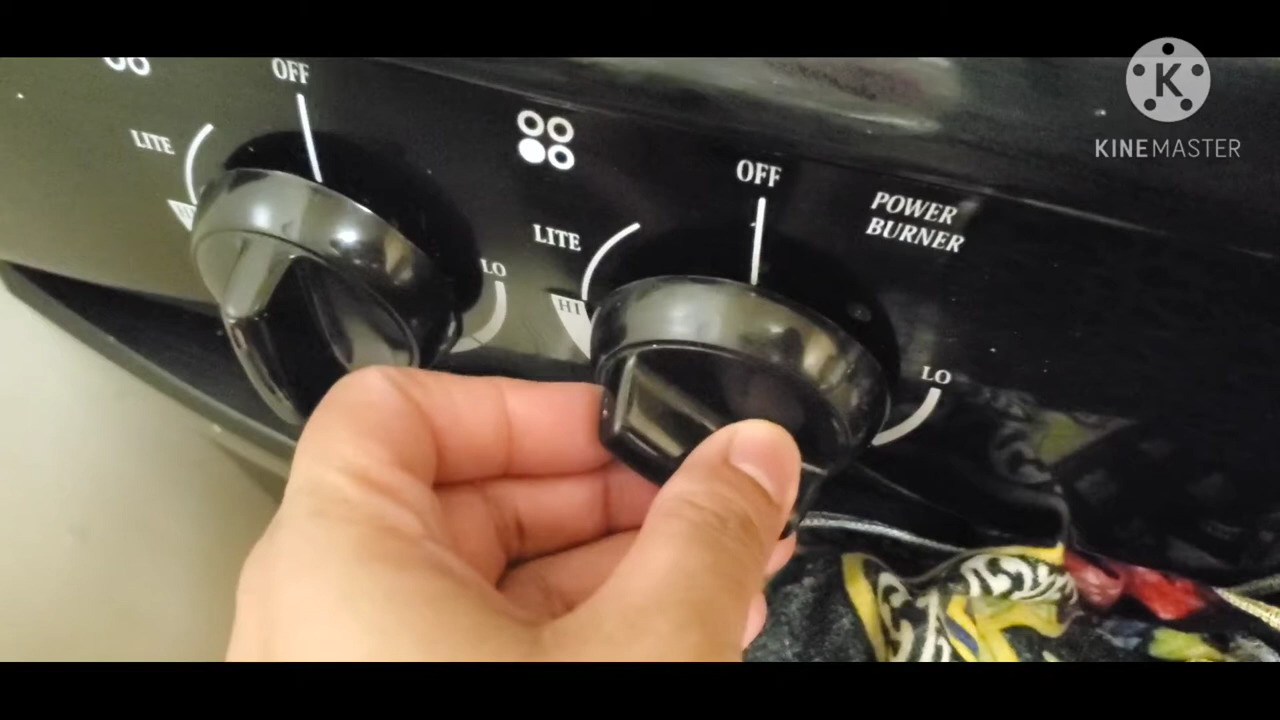 OFF
LITE
LO
OFF
LITE
HI
POWER
BURNER
LO
K
KINEMASTER